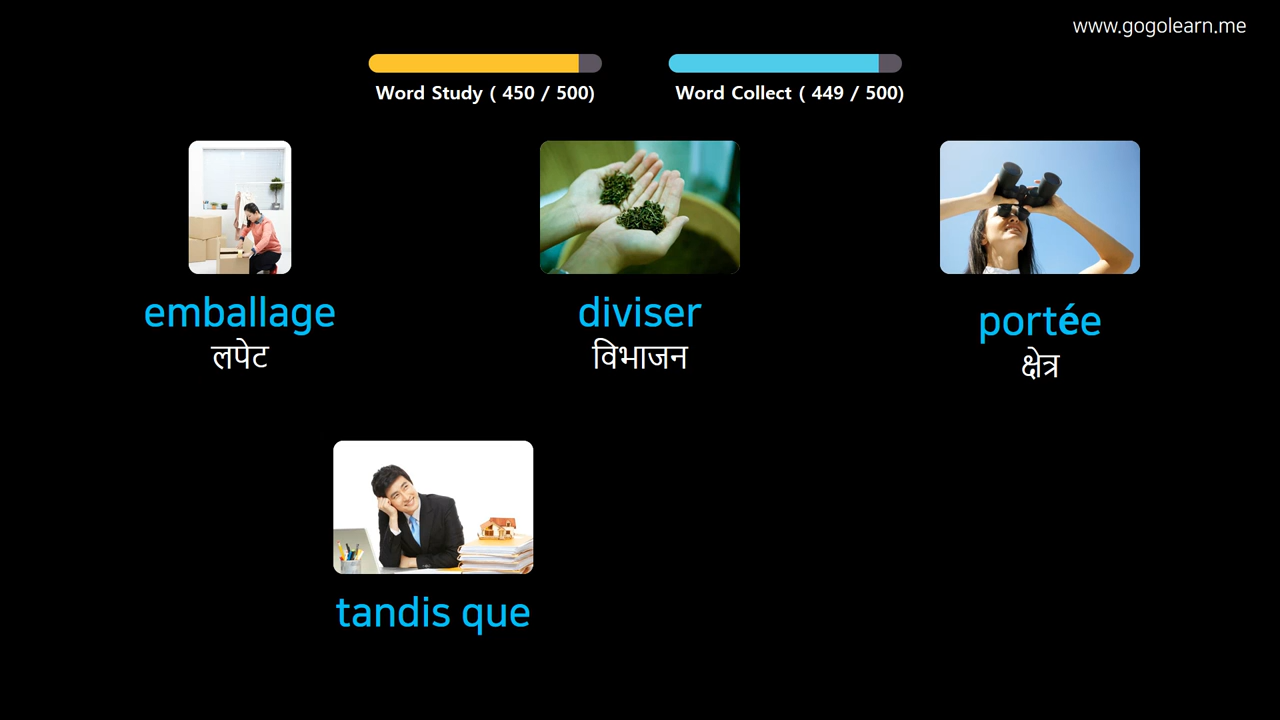 www.gogolearn.me
Word Study ( 450 / 500)
Word Collect ( 449 / 500)
emballage
लपेट
diviser
विभाजन
portée
क्षेत्र
tandis que